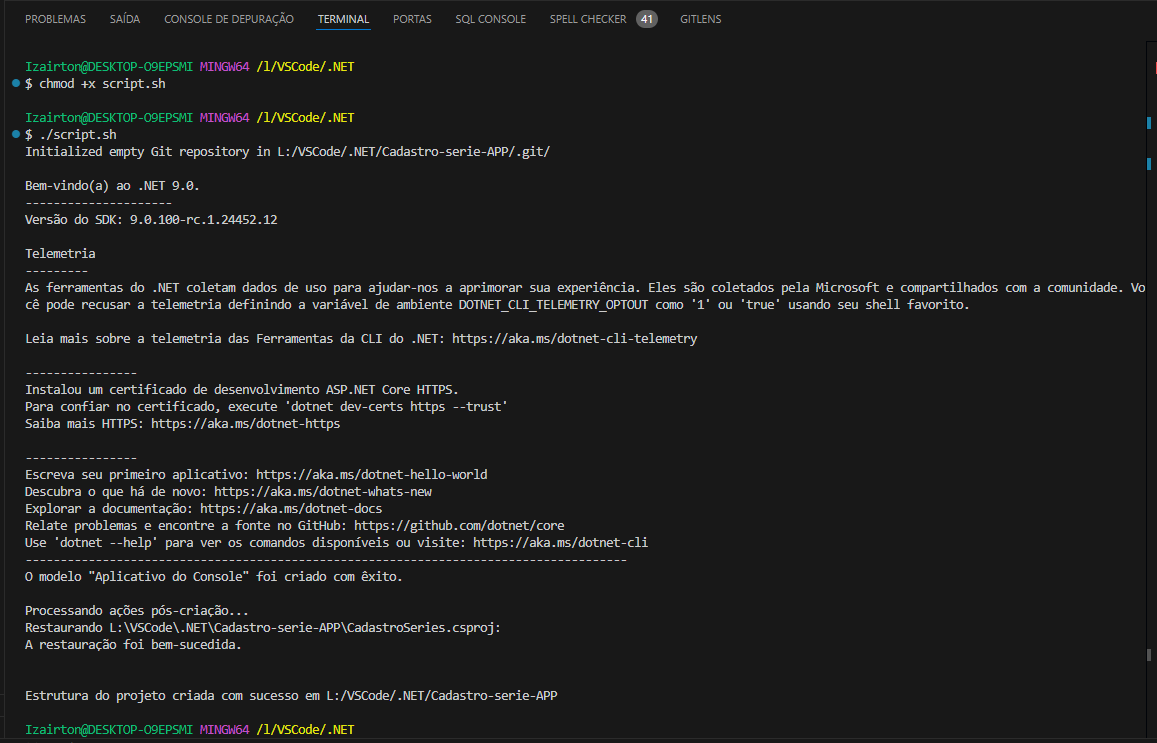 PROBLEMAS SAÍDA CONSOLE DE DEPURAÇÃO TERMINAL PORTAS SQL CONSOLE SPELL CHECKER 41 GITLENS
Izairton@DESKTOP-O9EPSMI MINGW64 /l/VSCode/.NET
$ chmod +x script.sh
Izairton@DESKTOP-O9EPSMI MINGW64 /l/VSCode/.NET
$ ./script.sh
Initialized empty Git repository in L:/VSCode/.NET/Cadastro-serie-APP/.git/
Bem-vindo(a) ao .NET 9.0.
---------------------
Versão do SDK: 9.0.100-rc.1.24452.12
Telemetria
---------
As ferramentas do .NET coletam dados de uso para ajudar-nos a aprimorar sua experiência. Eles são coletados pela Microsoft e compartilhados com a comunidade. Vo
cê pode recusar a telemetria definindo a variável de ambiente DOTNET_CLI_TELEMETRY_OPTOUT como '1' ou 'true' usando seu shell favorito.
Leia mais sobre a telemetria das Ferramentas da CLI do .NET: https://aka.ms/dotnet-cli-telemetry
----------------
Instalou um certificado de desenvolvimento ASP.NET Core HTTPS.
Para confiar no certificado, execute 'dotnet dev-certs https --trust'
Saiba mais HTTPS: https://aka.ms/dotnet-https
----------------
Escreva seu primeiro aplicativo: https://aka.ms/dotnet-hello-world
Descubra o que há de novo: https://aka.ms/dotnet-whats-new
Explorar a documentação: https://aka.ms/dotnet-docs
Relate problemas e encontre a fonte no GitHub: https://github.com/dotnet/core
Use 'dotnet --help' para ver os comandos disponíveis ou visite: https://aka.ms/dotnet-cli
--------------------------------------------------------------------------------------
O modelo "Aplicativo do Console" foi criado com êxito.
Processando ações pós-criação...
Restaurando L:\VSCode\.NET\Cadastro-serie-APP\CadastroSeries.csproj:
A restauração foi bem-sucedida.
Estrutura do projeto criada com sucesso em L:/VSCode/.NET/Cadastro-serie-APP
Izairton@DESKTOP-O9EPSMI MINGW64 /l/VSCode/.NET